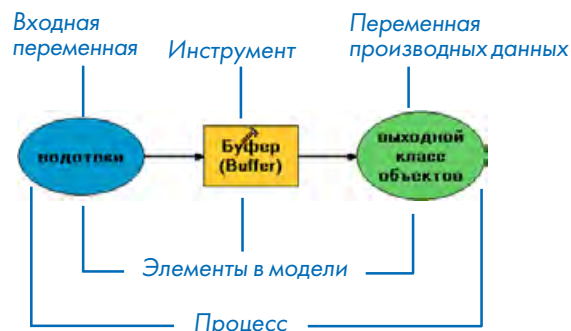 Входная
переменная
Инструмент
Переменная
производных данных
водотоки
Буфер
(Buffer)
выходной
класс
объектов
Элементы в модели
Процесс